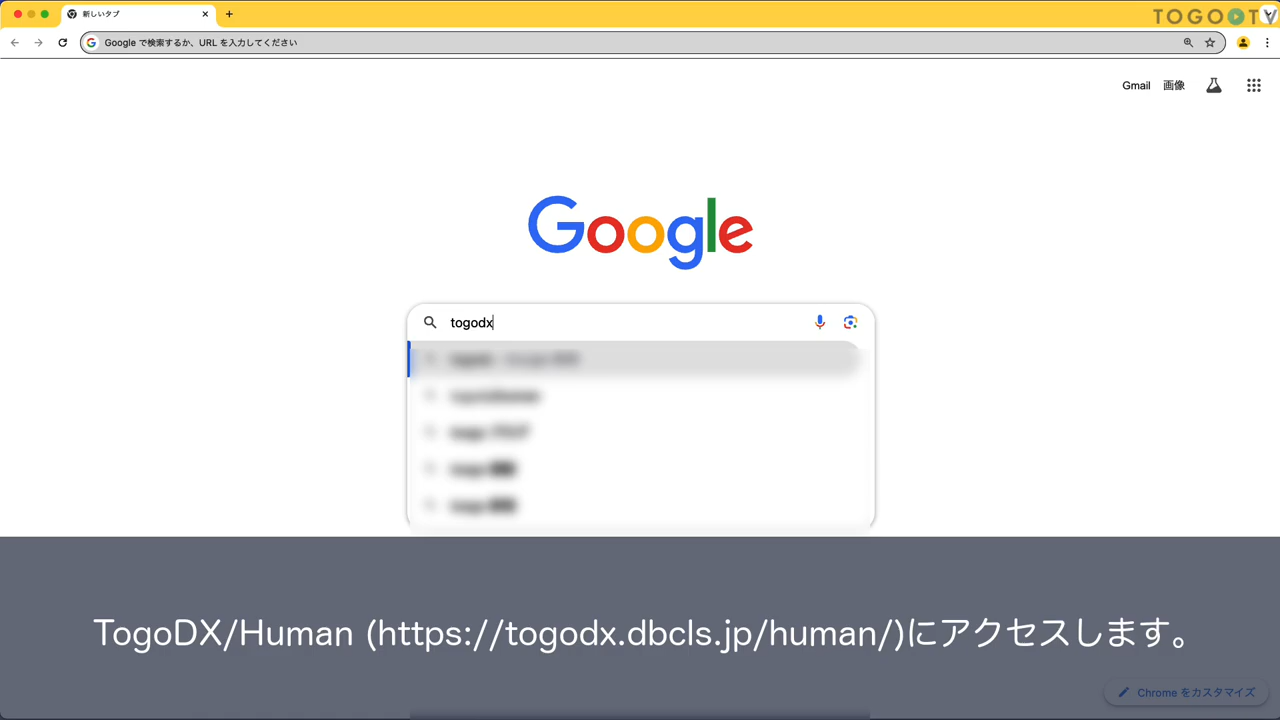 新しいタブ
TOGOTV
Google で検索するか、URL を入力してください
Gmail 画像
Google
togodx
TogoDX/Human (https://togodx.dbcls.jp/human/)にアクセスします。
Chrome をカスタマイズ